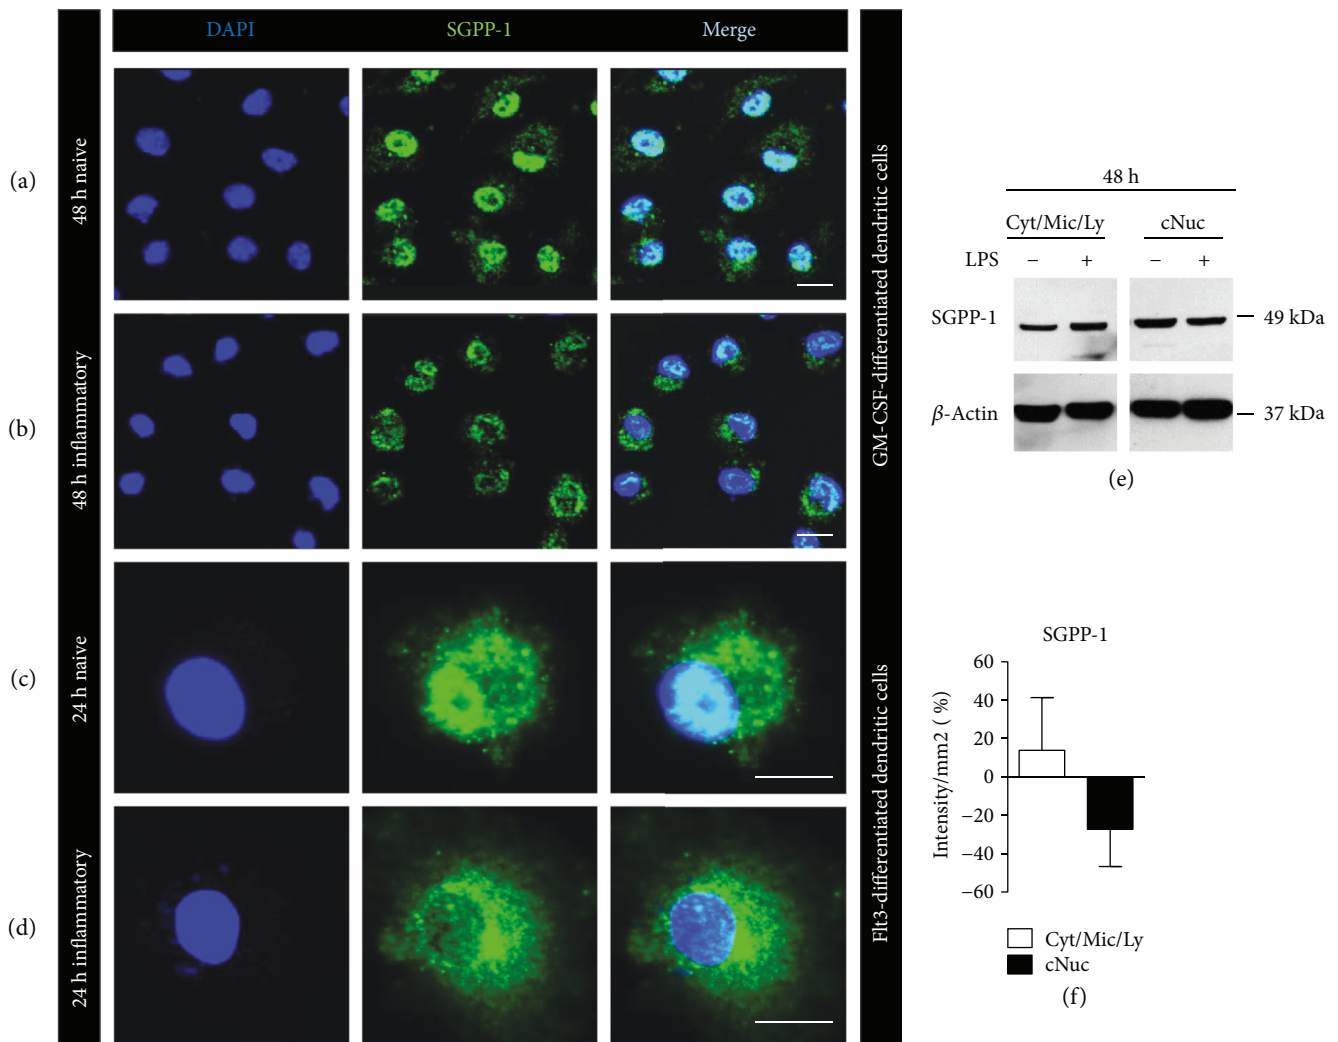 DAPI SGPP-1 Merge
(a)
48 h naive
(b)
48 h inflammatory
GM-CSF-differentiated dendritic cells
(c)
24 h naive
(d)
24 h inflammatory
Flt3-differentiated dendritic cells
48 h
Cyt/Mic/Ly cNuc
LPS − + − +
SGPP-1 49 kDa
β-Actin 37 kDa
(e)
SGPP-1
Intensity/mm2 ( %)
60
40
20
0
−20
−40
−60
Cyt/Mic/Ly
cNuc
(f)